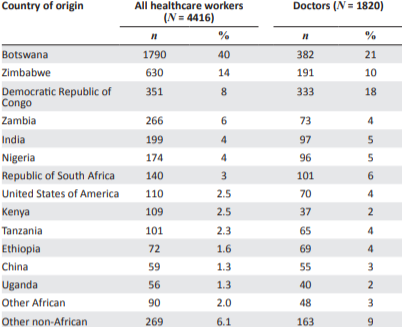 Country of origin All healthcare workers Doctors (N = 1820)
(N = 4416)
n % n %
Botswana 1790 40 382 21
Zimbabwe 630 14 191 10
Democratic Republic of 351 8 333 18
Congo
Zambia 266 6 73 4
India 199 4 97 5
Nigeria 174 4 96 5
Republic of South Africa 140 3 101 6
United States of America 110 2.5 70 4
Kenya 109 2.5 37 2
Tanzania 101 2.3 65 4
Ethiopia 72 1.6 69 4
China 59 1.3 55 3
Uganda 56 1.3 40 2
Other African 90 2.0 48 3
Other non-African 269 6.1 163 9